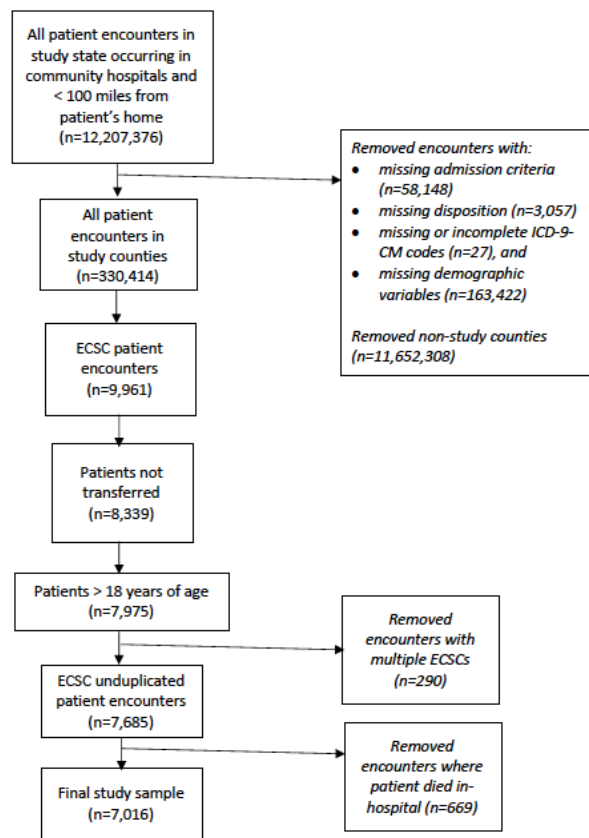 All patient encounters in
study state occurring in
community hospitals and
< 100 miles from
patient's home
(n=12,207,376)
Removed encounters with:
• missing admission criteria
(n=58,148)
• missing disposition (n=3,057)
• missing or incomplete ICD-9-
CM codes (n=27), and
• missing demographic
variables (n=163,422)
Removed non-study counties
(n=11,652,308)
All patient
encounters in
study counties
(n=330,414)
ECSC patient
encounters
(n=9,961)
Patients not
transferred
(n=8,339)
Patients > 18 years of age
(n=7,975)
Removed
encounters with
multiple ECSCs
(n=290)
ECSC unduplicated
patient encounters
(n=7,685)
Removed
encounters where
patient died in-
hospital (n=669)
Final study sample
(n=7,016)